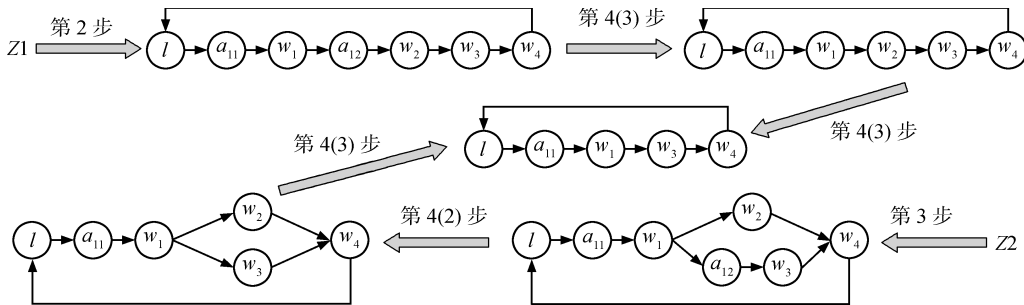 Z1 第 2 步 l a₁₁ w₁ a₁₂ w₂ w₃ w₄ 第 4(3) 步 l a₁₁ w₁ w₂ w₃ w₄
第 4(3) 步 l a₁₁ w₁ w₃ w₄ 第 4(3) 步
l a₁₁ w₁ w₂ w₃ w₄ 第 4(2) 步 l a₁₁ w₁ w₂ a₁₂ w₃ w₄ 第 3 步 Z2